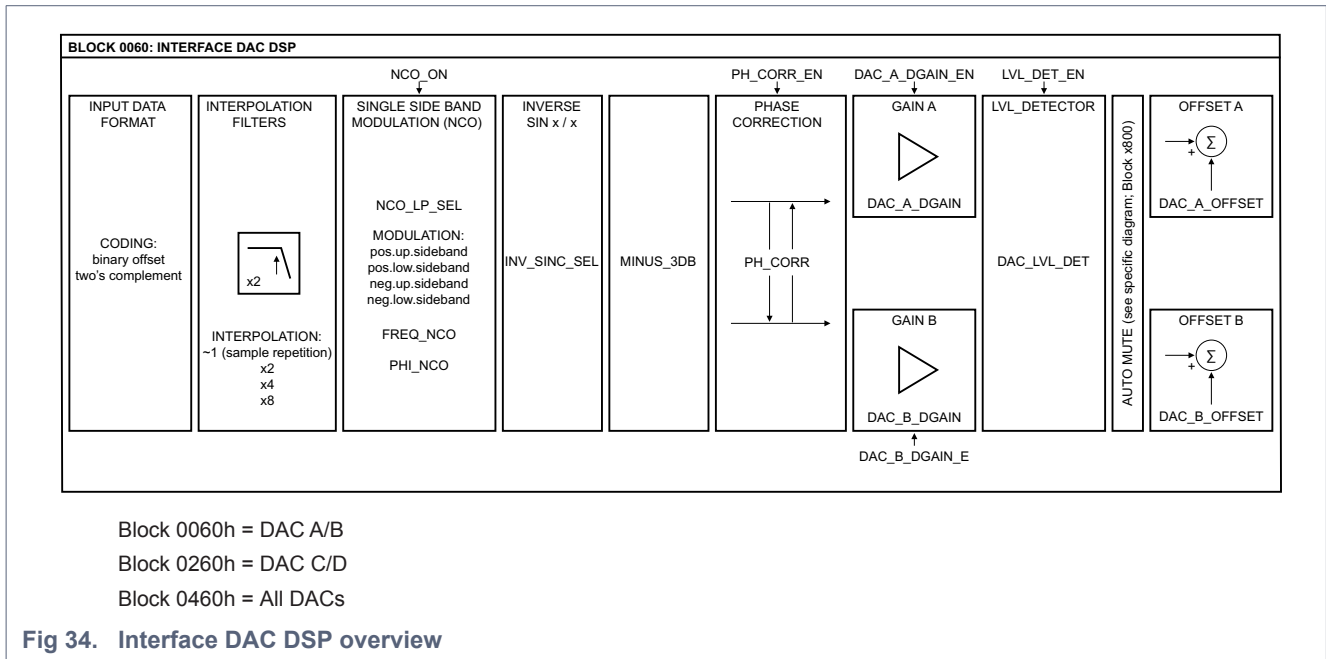 BLOCK 0060: INTERFACE DAC DSP
NCO_ON
PH_CORR_EN
DAC_A_DGAIN_EN
LVL_DET_EN
INPUT DATA
FORMAT
CODING:
binary offset
two's complement
INTERPOLATION
FILTERS
x2
INTERPOLATION:
~1 (sample repetition)
x2
x4
x8
SINGLE SIDE BAND
MODULATION (NCO)
NCO_LP_SEL
MODULATION:
pos.up.sideband
pos.low.sideband
neg.up.sideband
neg.low.sideband
FREQ_NCO
PHI_NCO
INVERSE
SIN x / x
INV_SINC_SEL
MINUS_3DB
PHASE
CORRECTION
PH_CORR
GAIN A
DAC_A_DGAIN
GAIN B
DAC_B_DGAIN
DAC_B_DGAIN_E
LVL_DETECTOR
DAC_LVL_DET
AUTO MUTE (see specific diagram; Block x800)
OFFSET A
Σ
+
DAC_A_OFFSET
OFFSET B
Σ
+
DAC_B_OFFSET
Block 0060h = DAC A/B
Block 0260h = DAC C/D
Block 0460h = All DACs
Fig 34. Interface DAC DSP overview